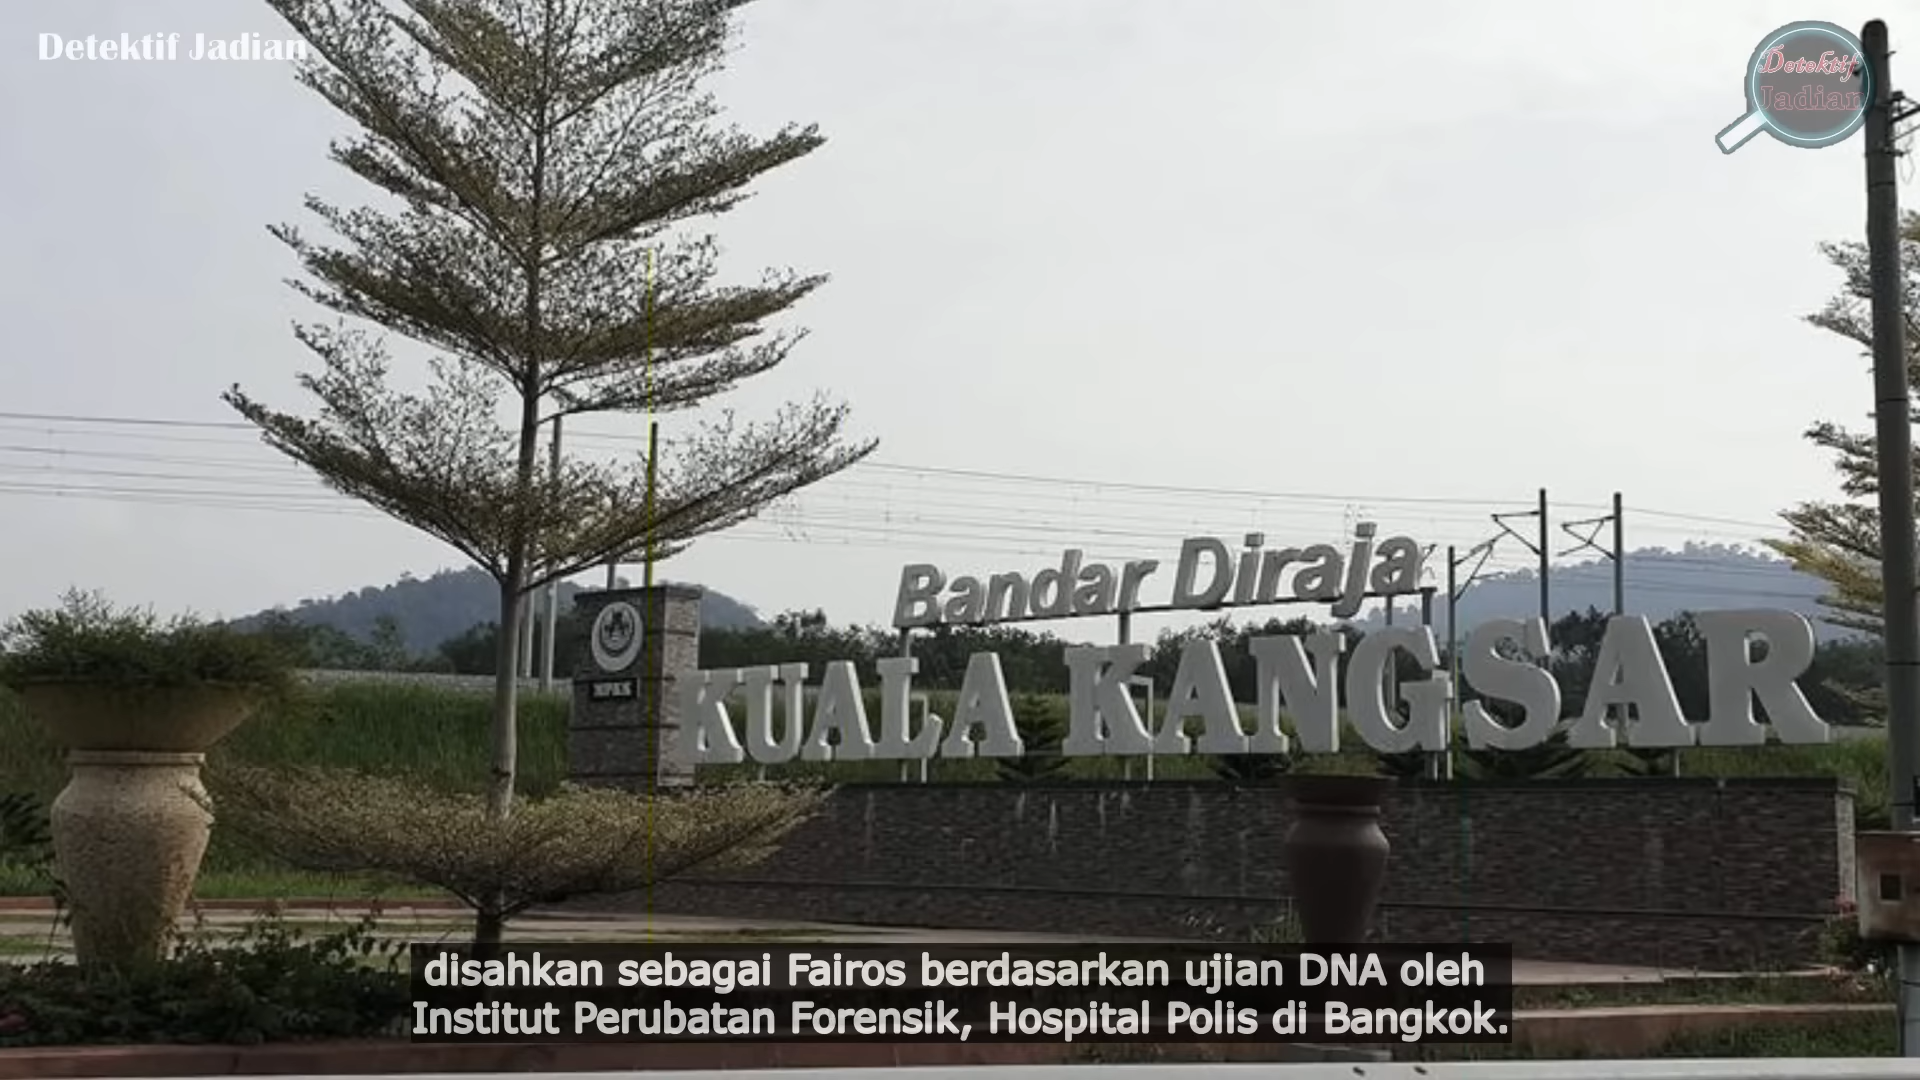 Detektif Jadian
Detektif
Jadian
Bandar Diraja
KUALA KANGSAR
MPKK
disahkan sebagai Fairos berdasarkan ujian DNA oleh
Institut Perubatan Forensik, Hospital Polis di Bangkok.